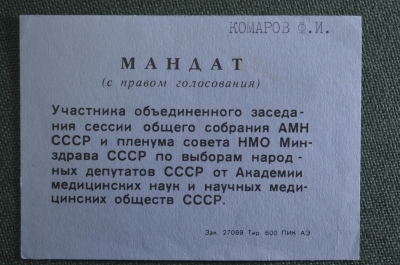 КОМАРОВ Ф.И.
МАНДАТ
(с правом голосования)
Участника объединенного заседа-
ния сессии общего собрания АМН
СССР и пленума совета НМО Мин-
здрава СССР по выборам народ-
ных депутатов СССР от Академии
медицинских наук и научных меди-
цинских обществ СССР.
Зак. 27069 Тир. 600 ПИК АЭ